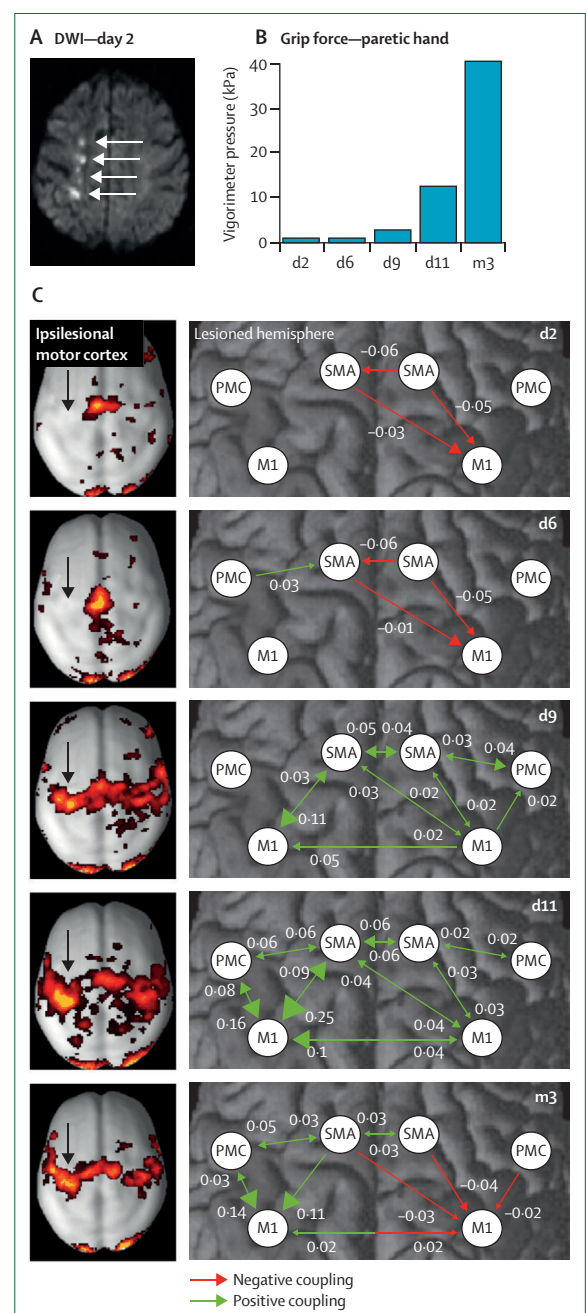 A DWI—day 2
B Grip force—paretic hand
Vigorimeter pressure (kPa)
40
30
20
10
0
d2 d6 d9 d11 m3
C
Ipsilesional
motor cortex
Lesioned hemisphere
d2
–0·06
SMA SMA
PMC PMC
–0·05
–0·03
M1 M1
d6
–0·06
SMA SMA
PMC PMC
0·03
–0·05
–0·01
M1 M1
d9
0·05 0·04
SMA SMA
0·03
0·04
PMC PMC
0·03 0·03 0·02
0·02 0·02
0·11
0·02
M1 M1
0·05
d11
0·06
0·06 0·06 SMA SMA 0·02
0·06
PMC 0·02 PMC
0·09 0·04
0·03
0·08
0·16 0·25 0·04 0·03
M1 M1
0·1 0·04
m3
0·03 0·03
0·05 SMA SMA
0·03
PMC PMC
0·03
–0·04
0·14 0·11 –0·03
–0·02
M1 M1
0·02 0·02
Negative coupling
Positive coupling